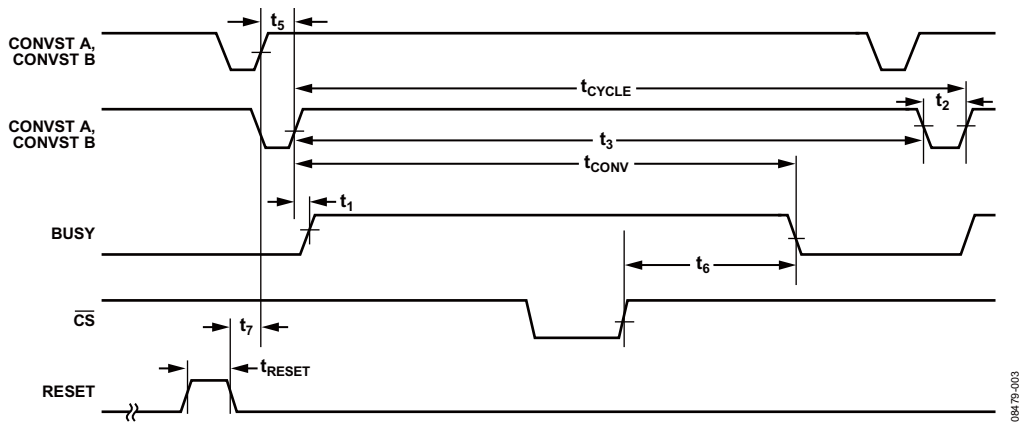 t5
CONVST A,
CONVST B
tCYCLE
t2
CONVST A,
CONVST B
t3
tCONV
t1
BUSY
t6
CS
t7
tRESET
RESET
08479-003